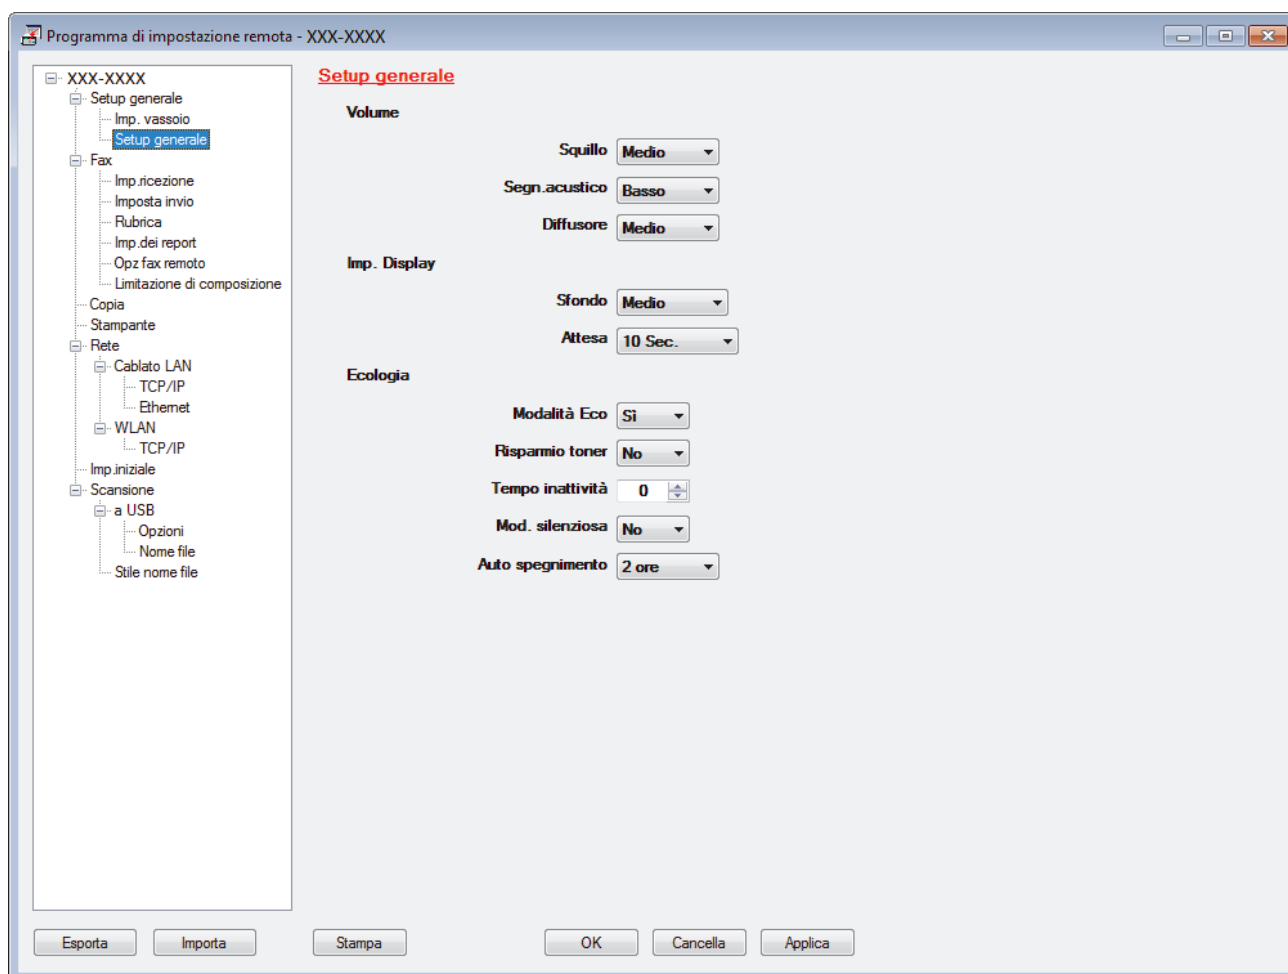 Programma di impostazione remota - XXX-XXXX
XXX-XXXX
Setup generale
Imp. vassoio
Setup generale
Fax
Imp.ricezione
Imposta invio
Rubrica
Imp.dei report
Opz fax remoto
Limitazione di composizione
Copia
Stampante
Rete
Cablato LAN
TCP/IP
Ethernet
WLAN
TCP/IP
Imp.iniziale
Scansione
a USB
Opzioni
Nome file
Stile nome file
Setup generale
Volume
Squillo Medio
Segn.acustico Basso
Diffusore Medio
Imp. Display
Sfondo Medio
Attesa 10 Sec.
Ecologia
Modalità Eco Sì
Risparmio toner No
Tempo inattività 0
Mod. silenziosa No
Auto spegnimento 2 ore
Esporta Importa Stampa OK Cancella Applica